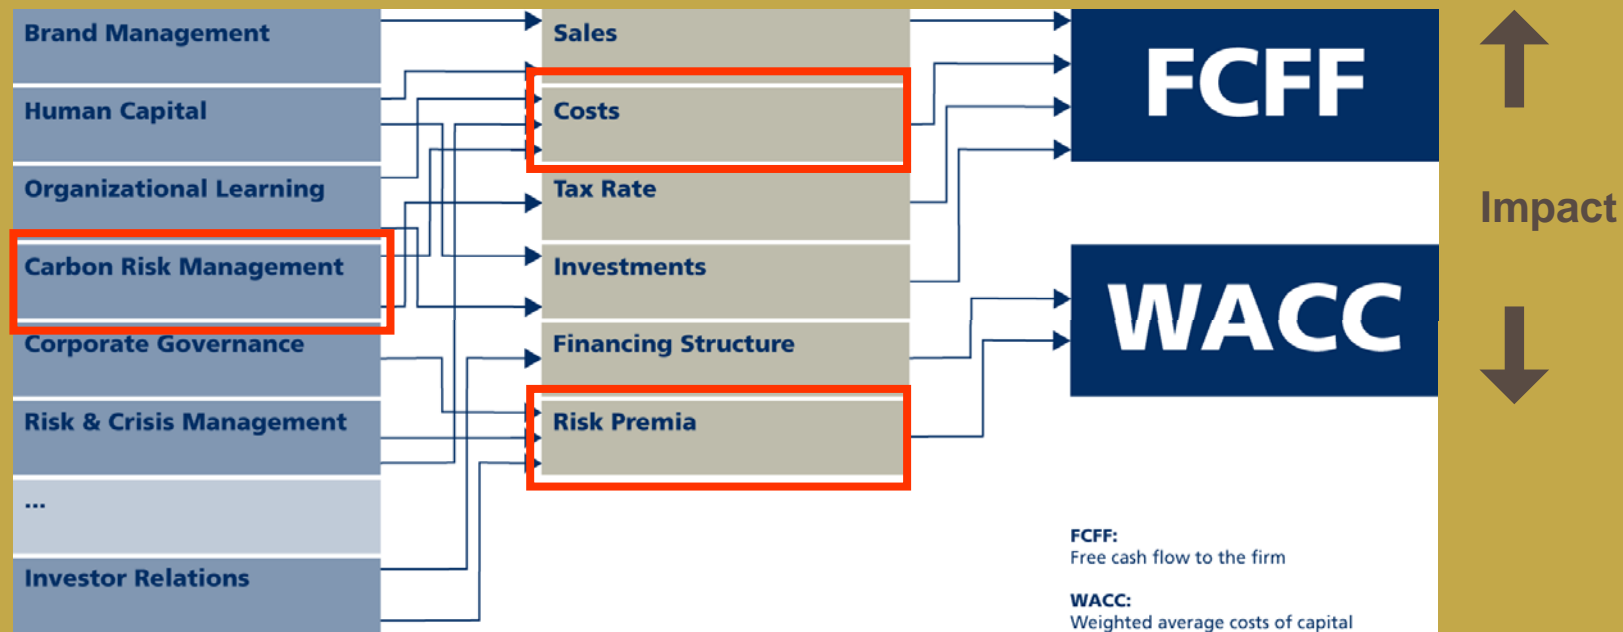 Brand Management
Human Capital
Organizational Learning
Carbon Risk Management
Corporate Governance
Risk & Crisis Management
...
Investor Relations
Sales
Costs
Tax Rate
Investments
Financing Structure
Risk Premia
FCFF
WACC
FCFF:
Free cash flow to the firm
WACC:
Weighted average costs of capital
Impact